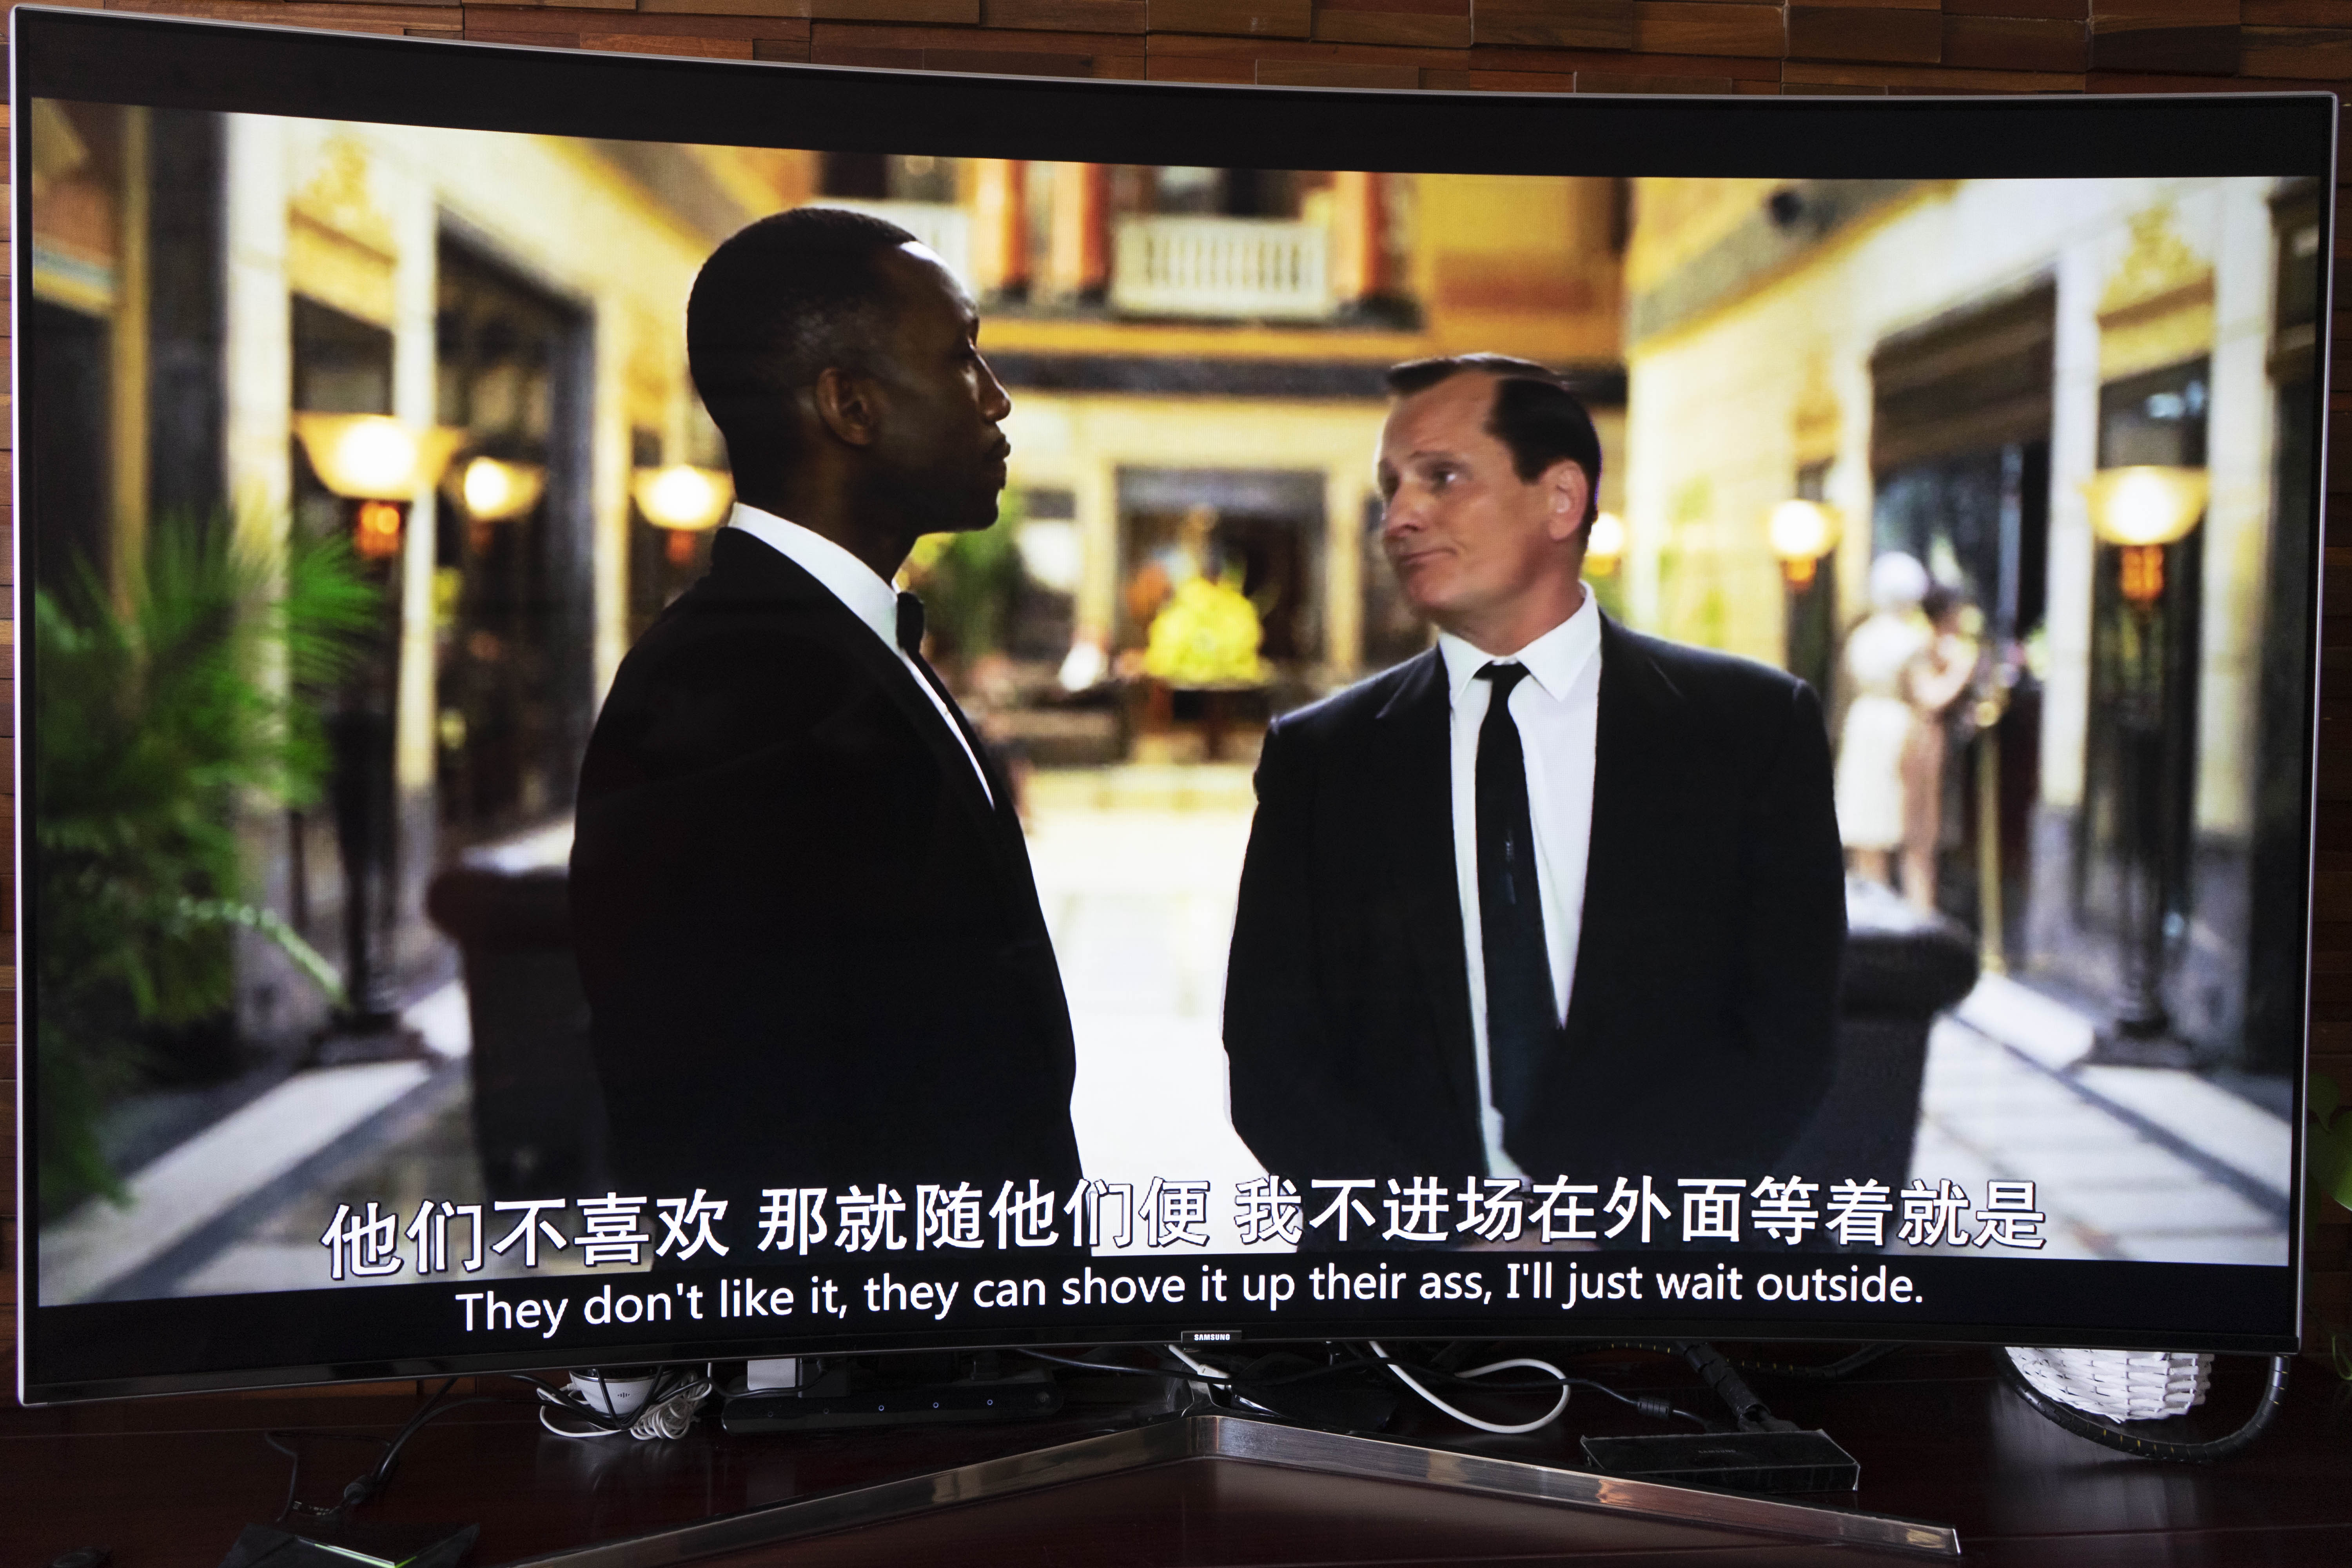 他们不喜欢 那就随他们便 我不进场在外面等着就是
They don't like it, they can shove it up their ass, I'll just wait outside.
SAMSUNG